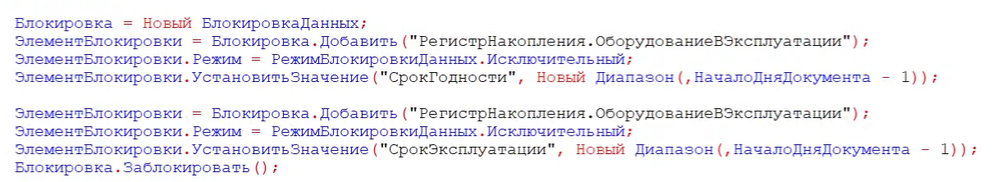 Блокировка = Новый БлокировкаДанных;
ЭлементБлокировки = Блокировка.Добавить("РегистрНакопления.ОборудованиеВЭксплуатации");
ЭлементБлокировки.Режим = РежимБлокировкиДанных.Исключительный;
ЭлементБлокировки.УстановитьЗначение("СрокГодности", Новый Диапазон(,НачалоДняДокумента - 1));
ЭлементБлокировки = Блокировка.Добавить("РегистрНакопления.ОборудованиеВЭксплуатации");
ЭлементБлокировки.Режим = РежимБлокировкиДанных.Исключительный;
ЭлементБлокировки.УстановитьЗначение("СрокЭксплуатации", Новый Диапазон(,НачалоДняДокумента - 1));
Блокировка.Заблокировать();